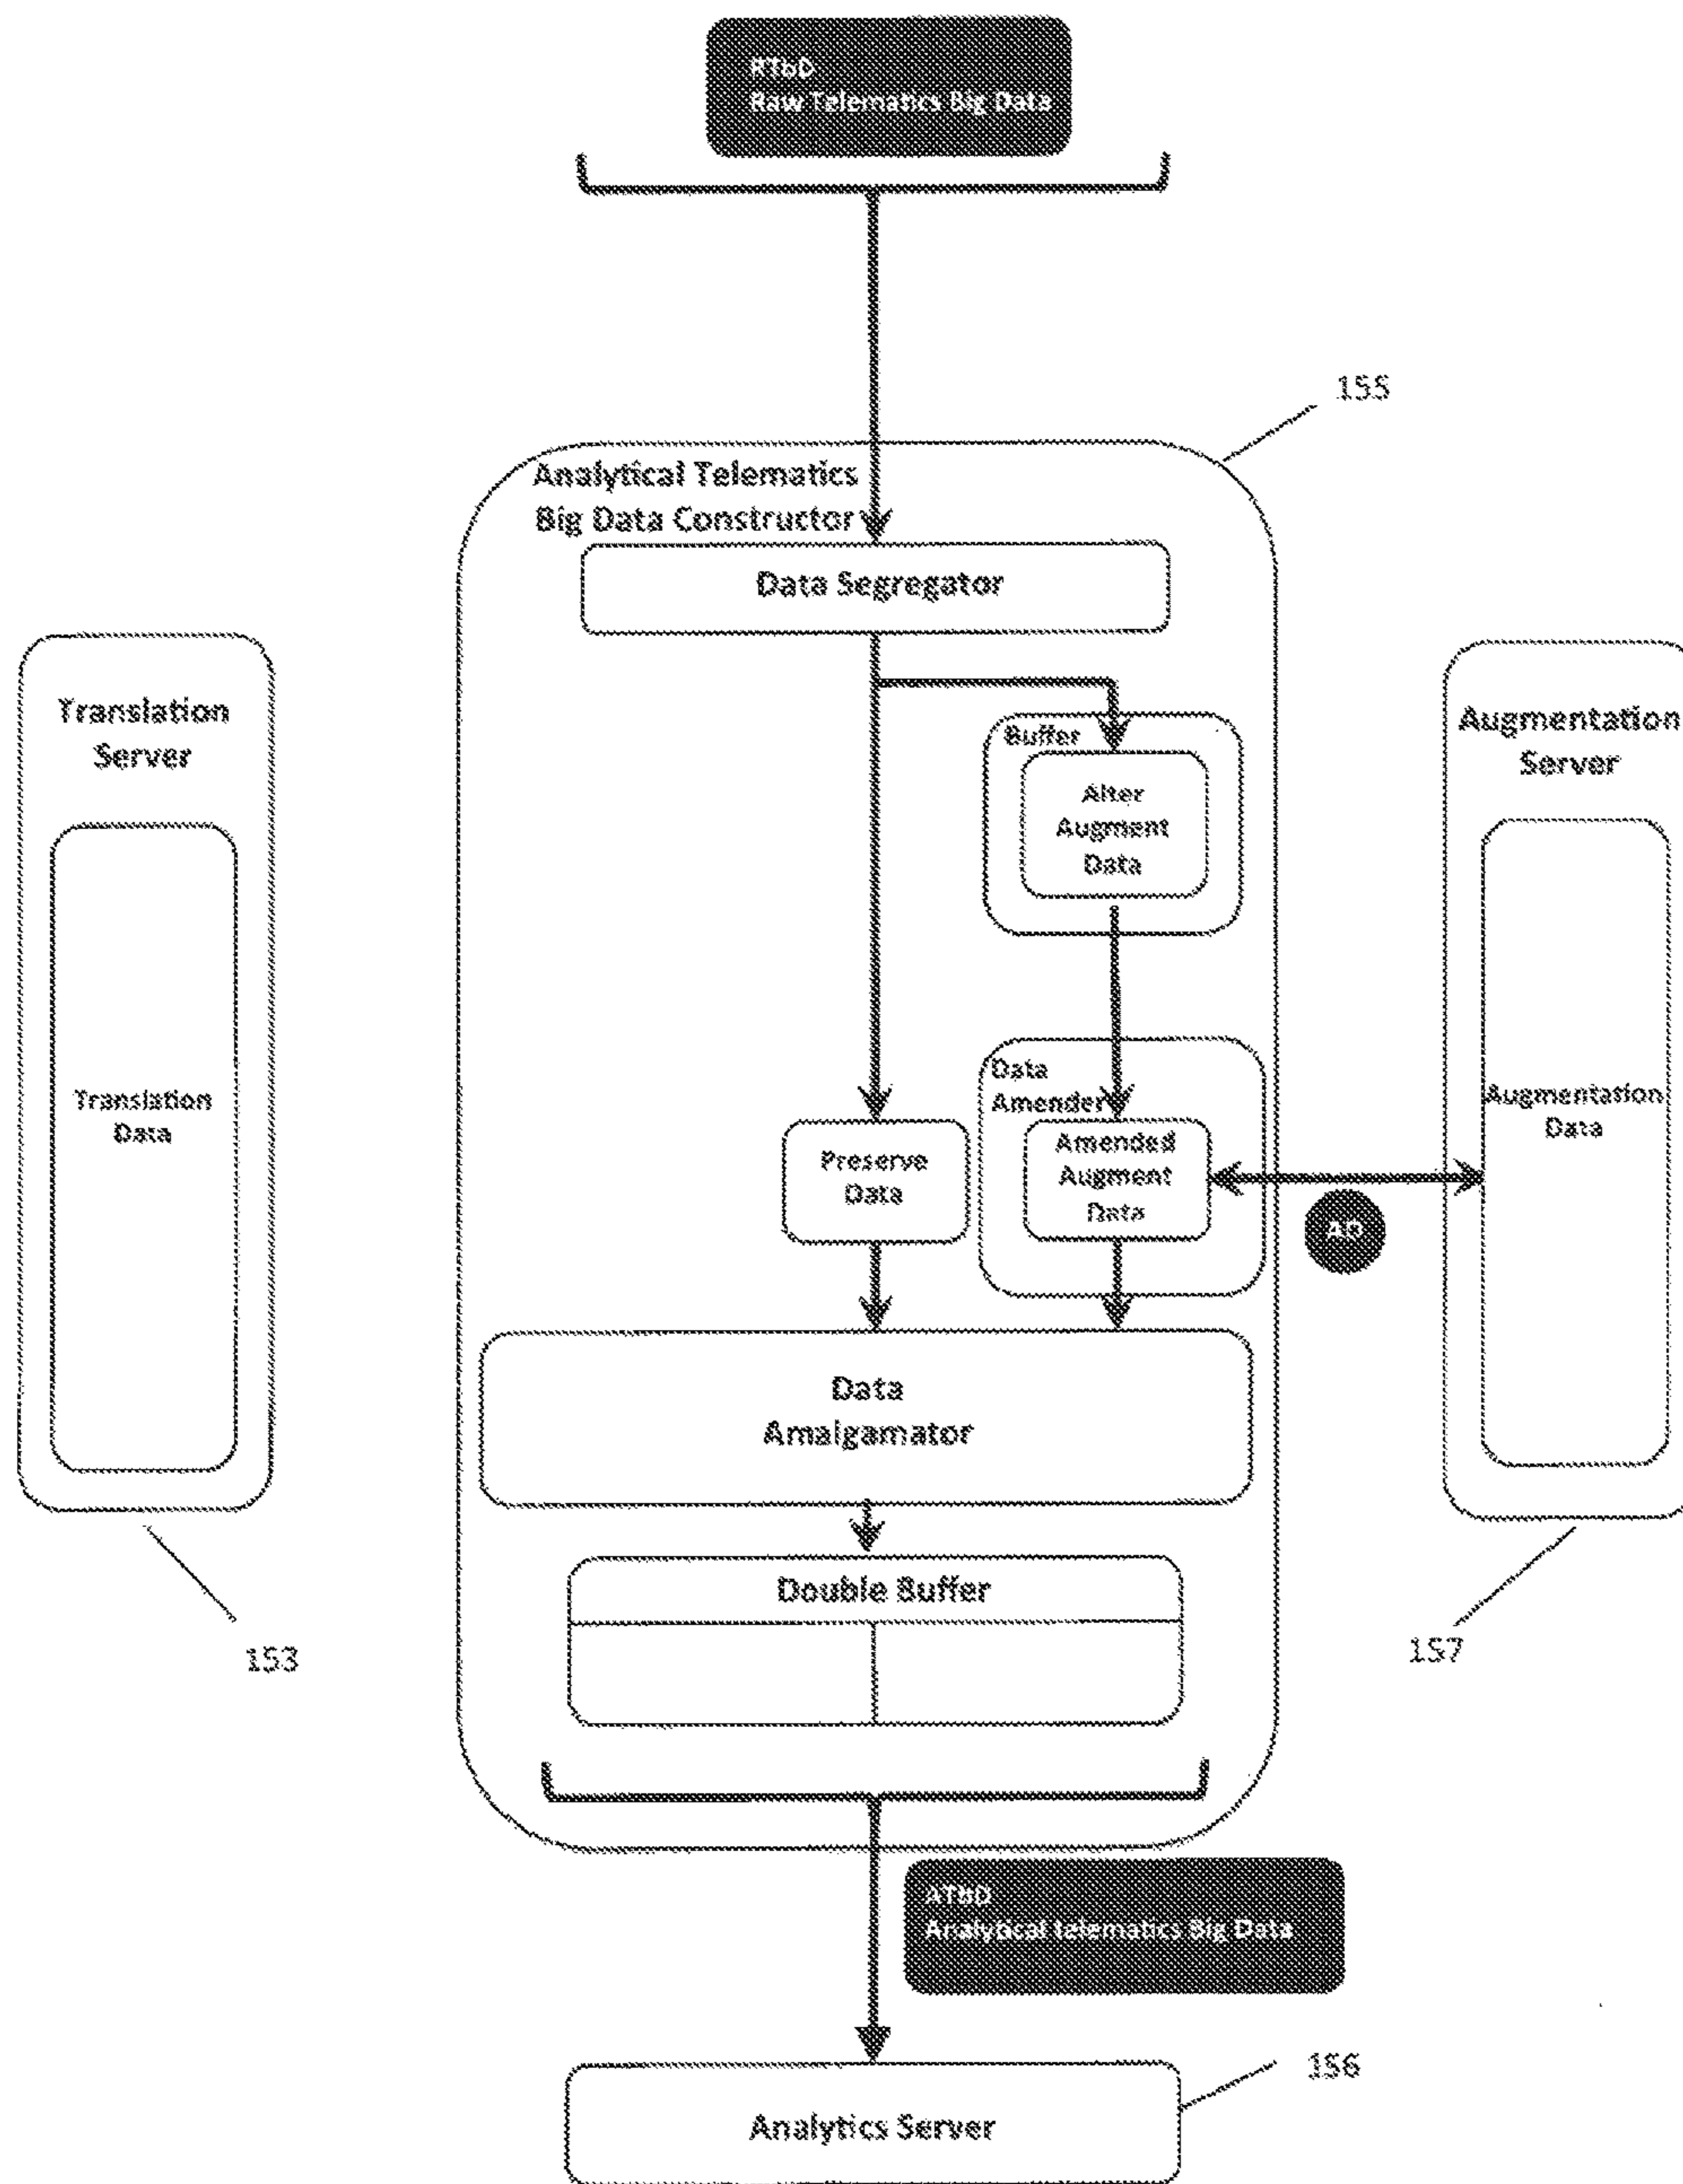 RTbD
Raw Telematics Big Data
155
Analytical Telematics
Big Data Constructor
Data Segregator
Translation
Server
Buffer
Augmentation
Server
Alter
Augment
Data
Data
Amender
Translation
Data
Preserve
Data
Amended
Augment
Data
Augmentation
Data
AD
Data
Amalgamator
Double Buffer
153
157
ATbD
Analytical telematics Big Data
156
Analytics Server